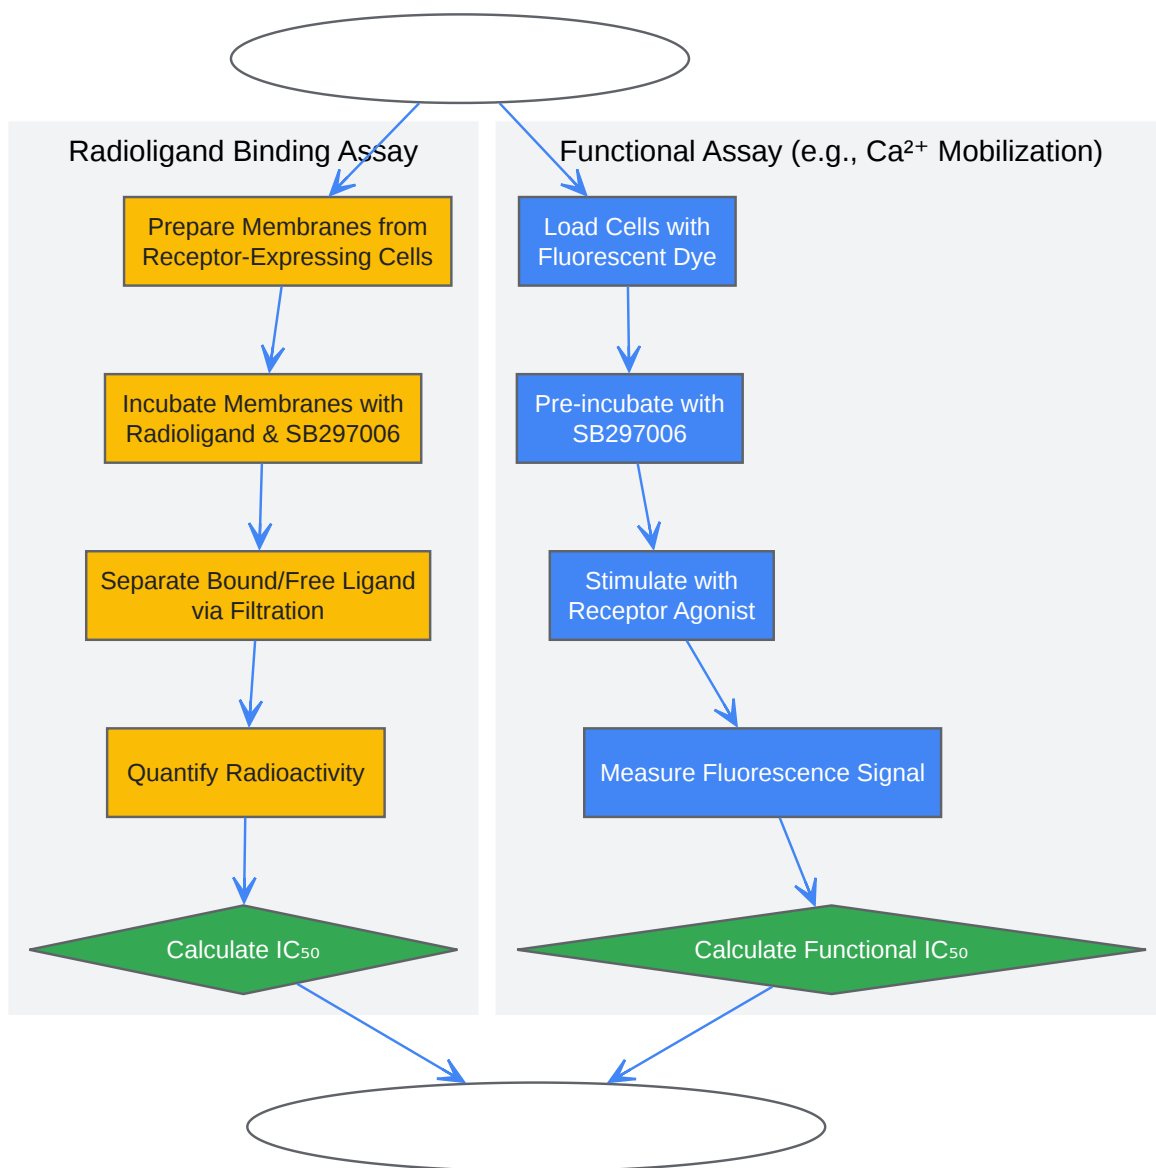 Radioligand Binding Assay
Prepare Membranes from
Receptor-Expressing Cells
Incubate Membranes with
Radioligand & SB297006
Separate Bound/Free Ligand
via Filtration
Quantify Radioactivity
Calculate IC₅₀
Functional Assay (e.g., Ca²⁺ Mobilization)
Load Cells with
Fluorescent Dye
Pre-incubate with
SB297006
Stimulate with
Receptor Agonist
Measure Fluorescence Signal
Calculate Functional IC₅₀